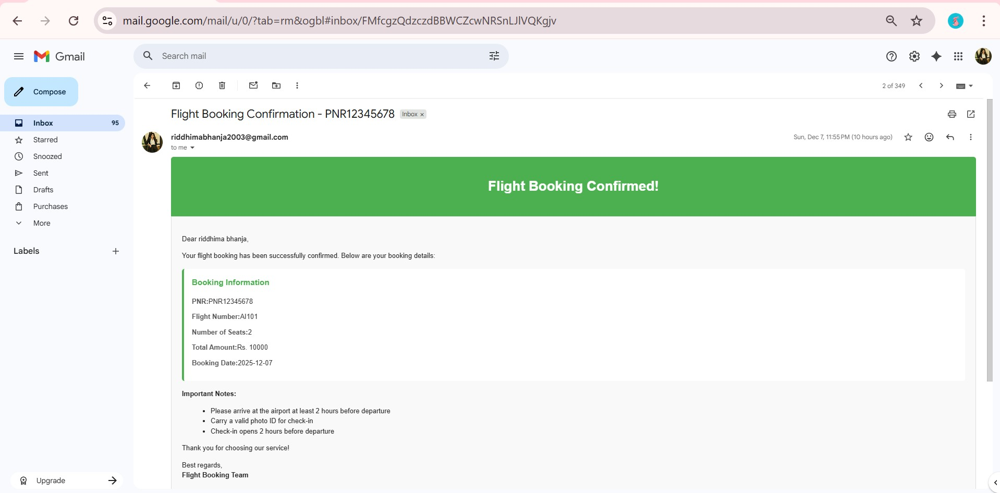 mail.google.com/mail/u/0/?tab=rm&ogbl#inbox/FMfcgzQdzczdBBWCZcwNRSnLJlVQKgjv
Gmail
Search mail
Compose
2 of 349
Inbox 95
Starred
Snoozed
Sent
Drafts
Purchases
More
Labels
Upgrade
Flight Booking Confirmation - PNR12345678 Inbox x
riddhimabhanja2003@gmail.com
Sun, Dec 7, 11:55 PM (10 hours ago)
to me
Flight Booking Confirmed!
Dear riddhima bhanja,
Your flight booking has been successfully confirmed. Below are your booking details:
Booking Information
PNR:PNR12345678
Flight Number:AI101
Number of Seats:2
Total Amount:Rs. 10000
Booking Date:2025-12-07
Important Notes:
• Please arrive at the airport at least 2 hours before departure
• Carry a valid photo ID for check-in
• Check-in opens 2 hours before departure
Thank you for choosing our service!
Best regards,
Flight Booking Team